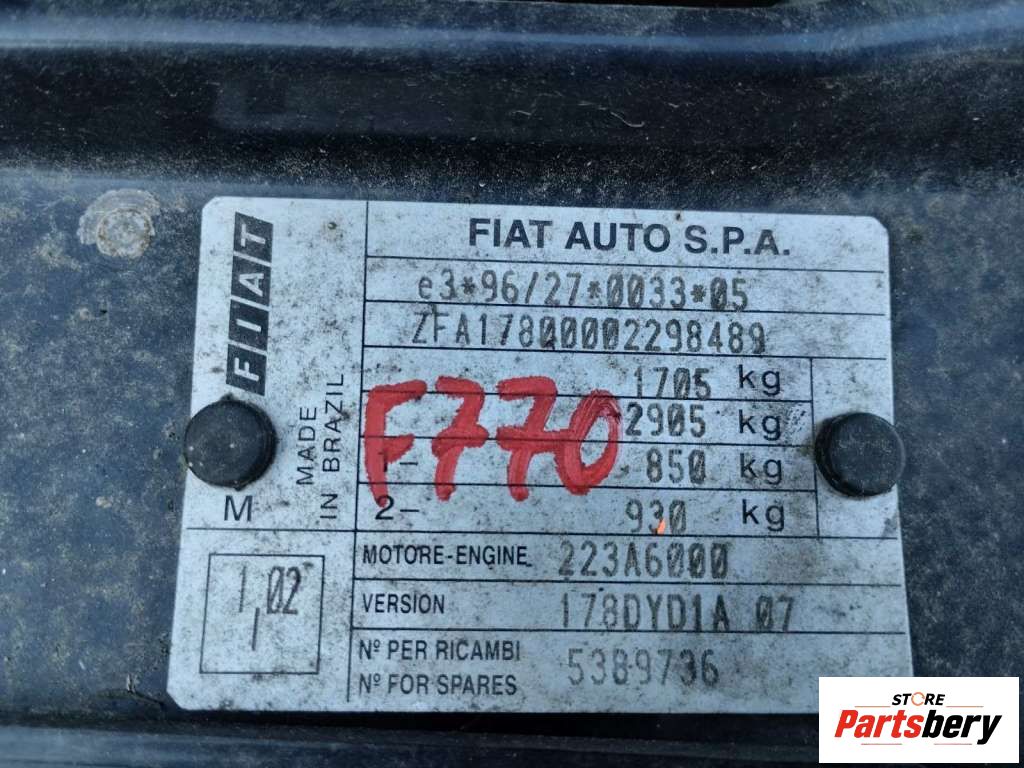 FIAT
FIAT AUTO S.P.A.
e3*96/27*0033*05
ZFA17800002298489
1705 kg
2905 kg
1- 850 kg
2- 930 kg
F770
MADE
IN BRAZIL
M
1,02
MOTORE-ENGINE 223A6000
VERSION 178DYD1A 07
Nº PER RICAMBI
Nº FOR SPARES 5389736
STORE
Partsbery